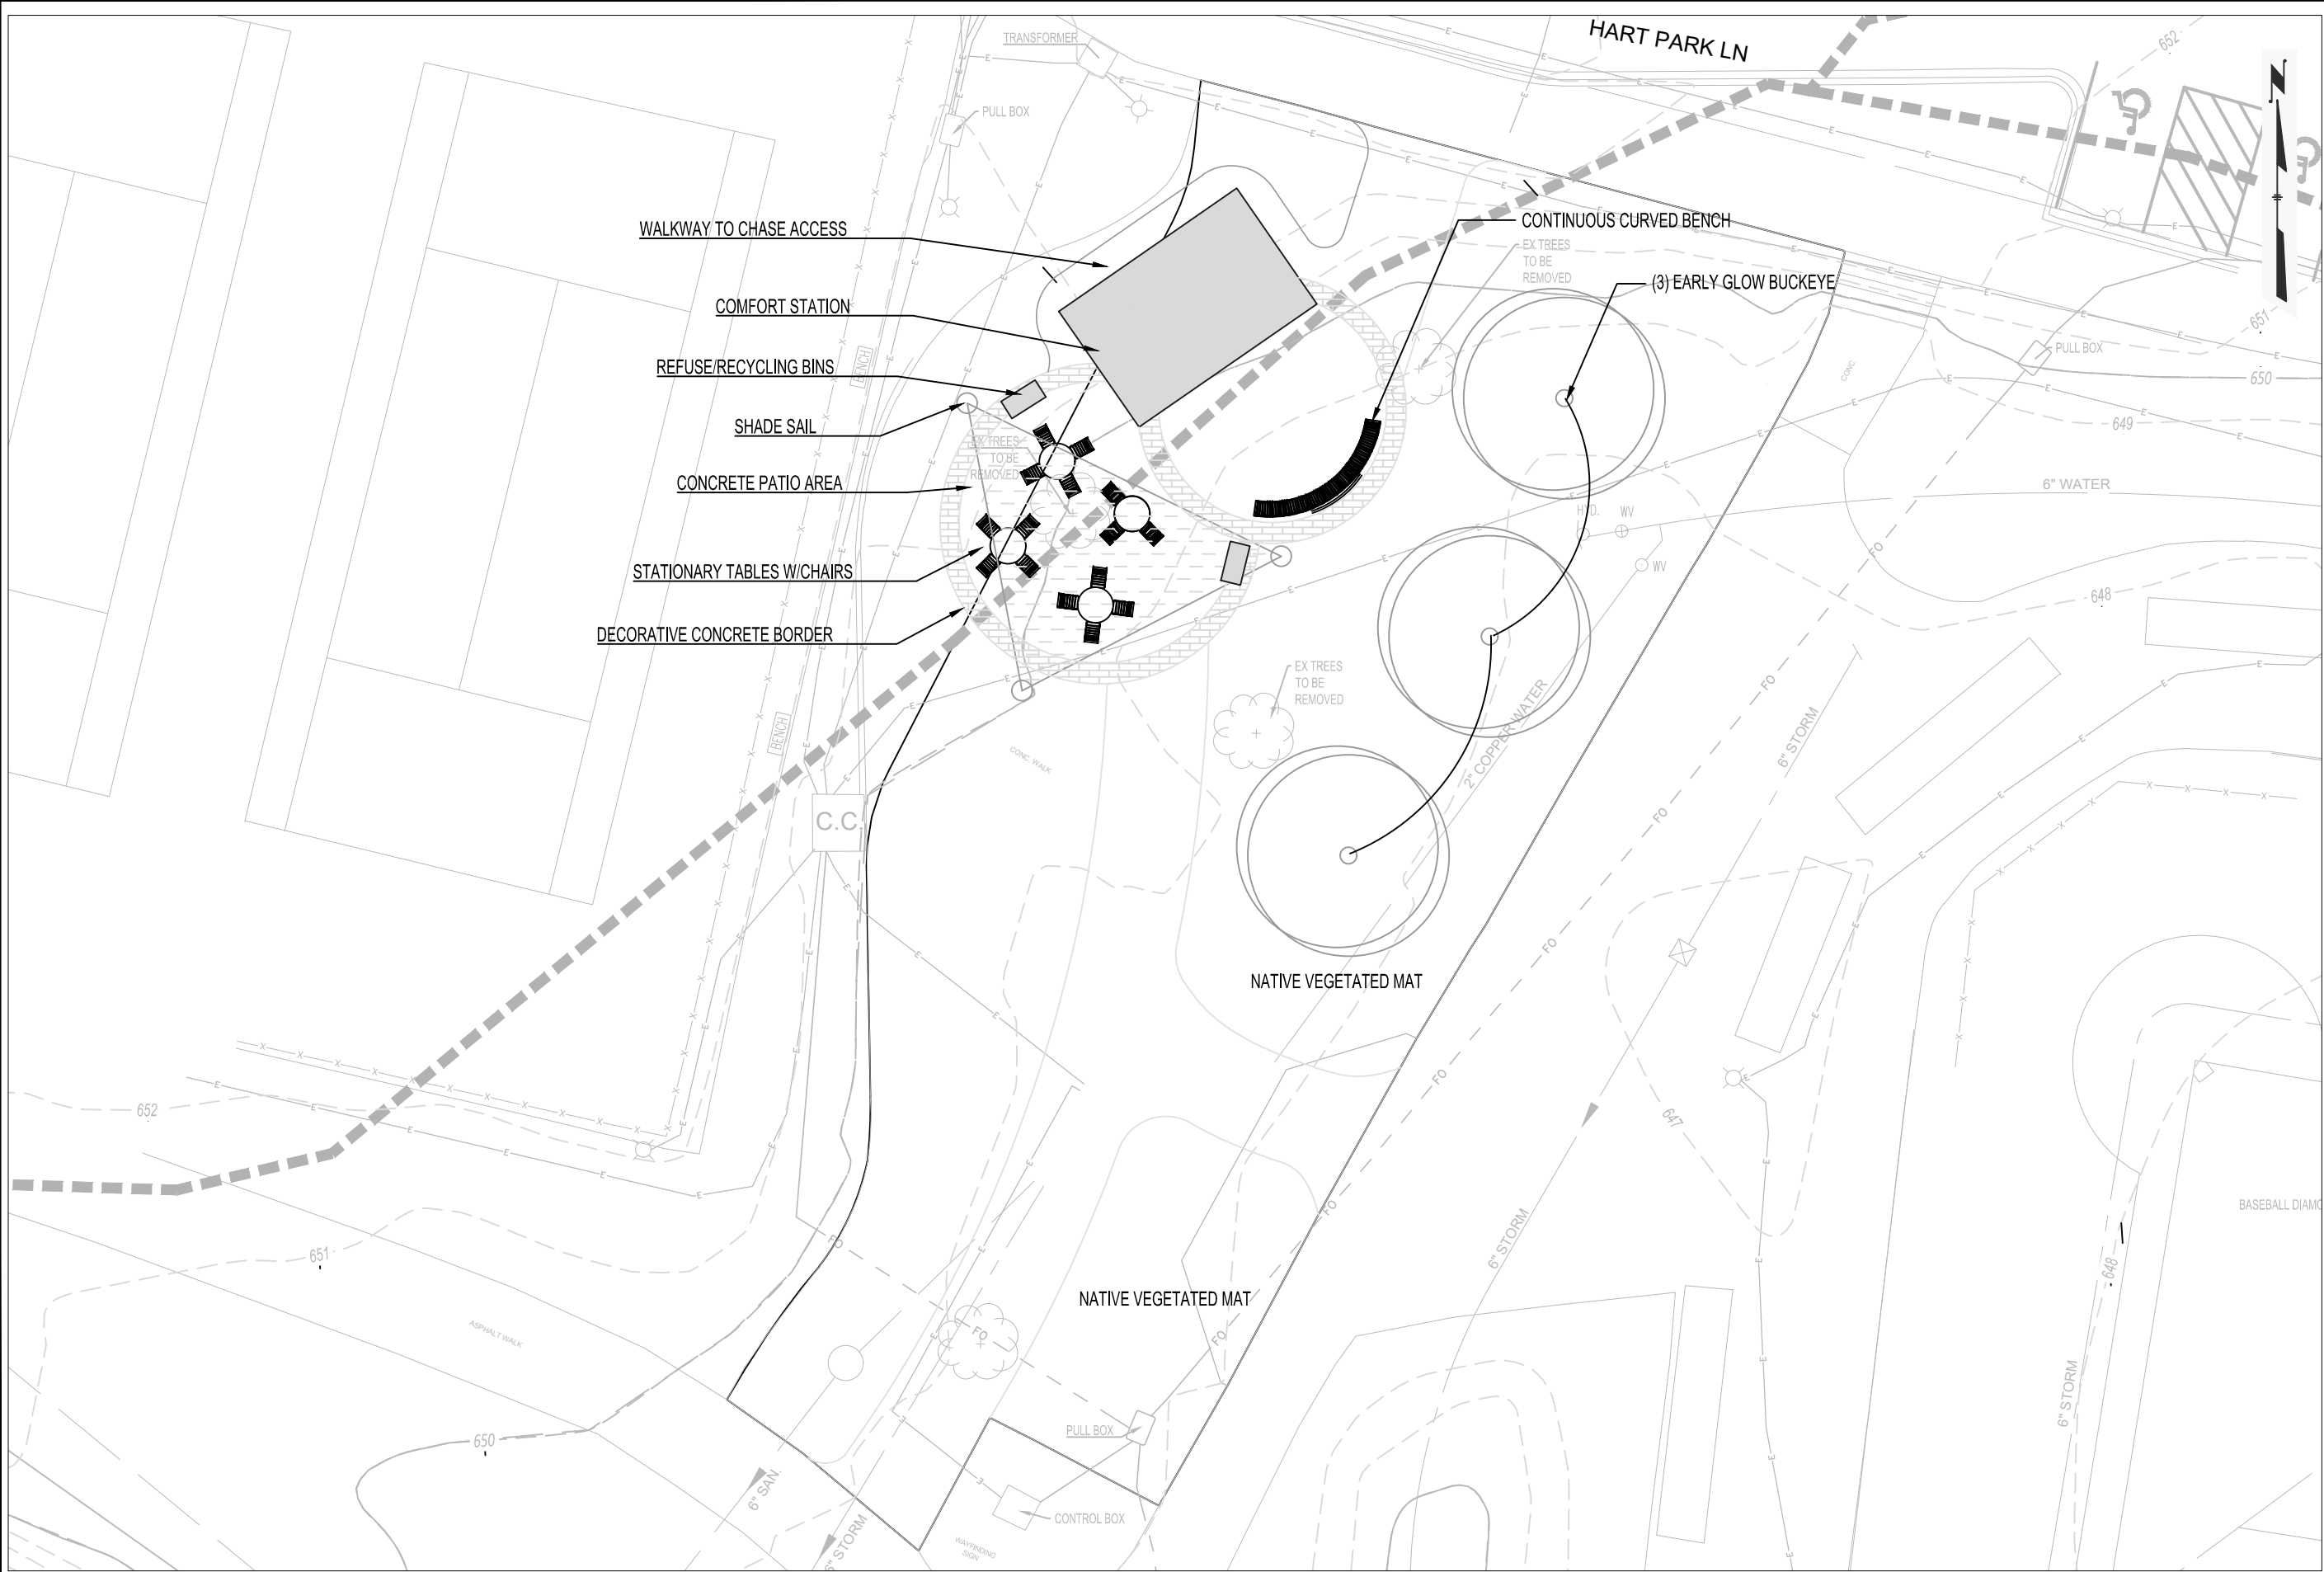 HART PARK LN
N
652
TRANSFORMER
PULL BOX
WALKWAY TO CHASE ACCESS
CONTINUOUS CURVED BENCH
EX TREES
TO BE
REMOVED
(3) EARLY GLOW BUCKEYE
COMFORT STATION
651
PULL BOX
650
REFUSE/RECYCLING BINS
BENCH
CONC.
SHADE SAIL
649
EX TREES
TO BE
REMOVED
CONCRETE PATIO AREA
6" WATER
HYD.
WV
WV
STATIONARY TABLES W/CHAIRS
648
DECORATIVE CONCRETE BORDER
EX TREES
TO BE
REMOVED
BENCH
2" COPPER WATER
6" STORM
CONC. WALK
C.C.
NATIVE VEGETATED MAT
652
647
BASEBALL DIAMO
651
6" STORM
648
NATIVE VEGETATED MAT
ASPHALT WALK
650
PULL BOX
6" STORM
6" SAN.
CONTROL BOX
6" STORM
WAYFINDING
SIGN